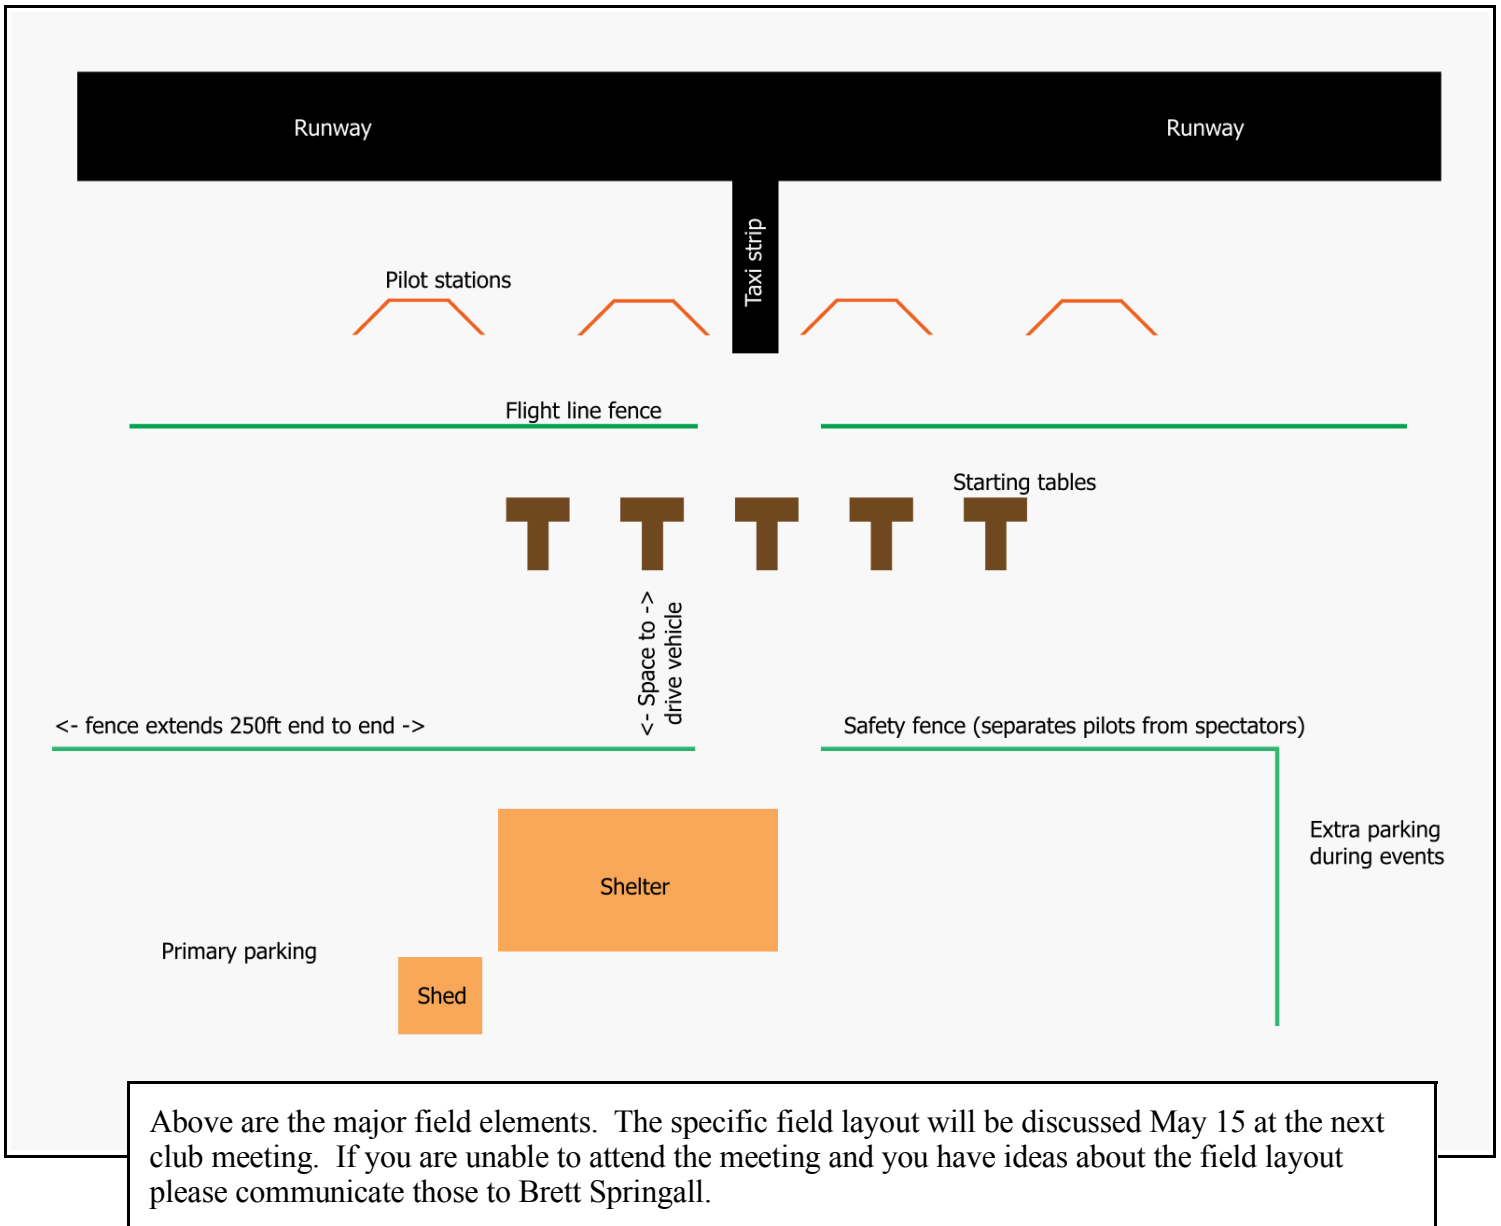 Runway
Runway
Taxi strip
Pilot stations
Flight line fence
Starting tables
<- Space to ->
drive vehicle
<- fence extends 250ft end to end ->
Safety fence (separates pilots from spectators)
Extra parking
during events
Shelter
Primary parking
Shed
Above are the major field elements.  The specific field layout will be discussed May 15 at the next
club meeting.  If you are unable to attend the meeting and you have ideas about the field layout
please communicate those to Brett Springall.